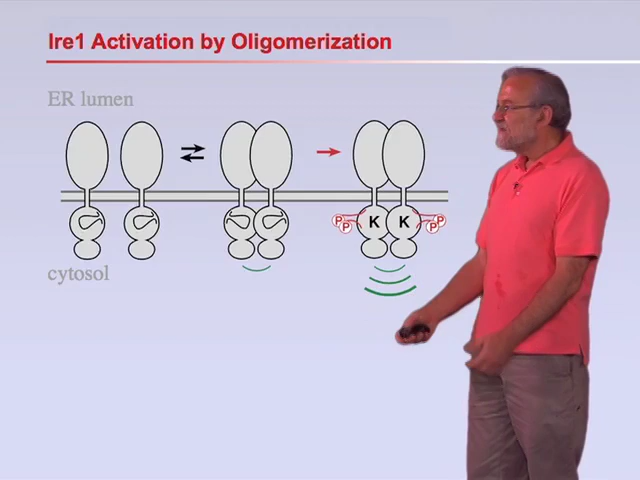 Ire1 Activation by Oligomerization
ER lumen
K K
P P
P P
cytosol